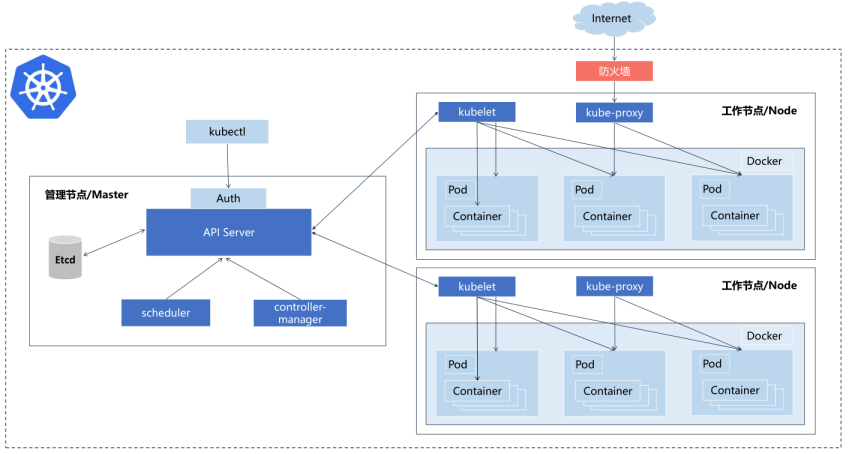 Internet
防火墙
kubectl
管理节点/Master
Auth
API Server
Etcd
scheduler
controller-
manager
kubelet
kube-proxy
工作节点/Node
Docker
Pod
Container
Pod
Container
Pod
Container
kubelet
kube-proxy
工作节点/Node
Docker
Pod
Container
Pod
Container
Pod
Container